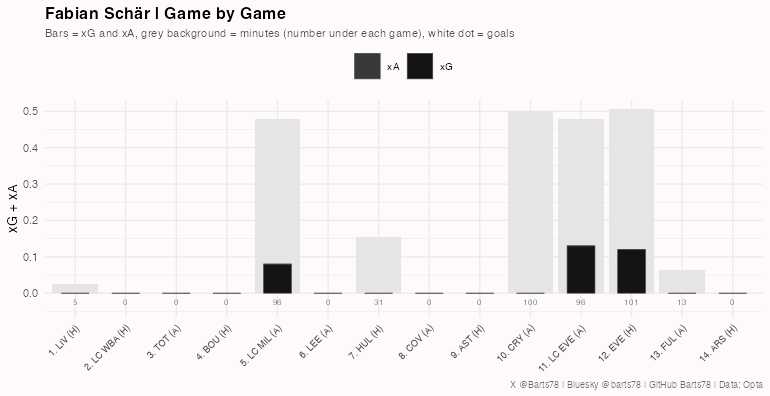 Fabian Schär | Game by Game
Bars = xG and xA, grey background = minutes (number under each game), white dot = goals
xA xG
xG + xA
0.5
0.4
0.3
0.2
0.1
0.0
5 0 0 0 96 0 31 0 0 100 96 101 13 0
1. LIV (H)
2. LC WBA (H)
3. TOT (A)
4. BOU (H)
5. LC MIL (A)
6. LEE (A)
7. HUL (H)
8. COV (A)
9. AST (H)
10. CRY (A)
11. LC EVE (A)
12. EVE (H)
13. FUL (A)
14. ARS (H)
X @Barts78 | Bluesky @barts78 | GitHub Barts78 | Data: Opta